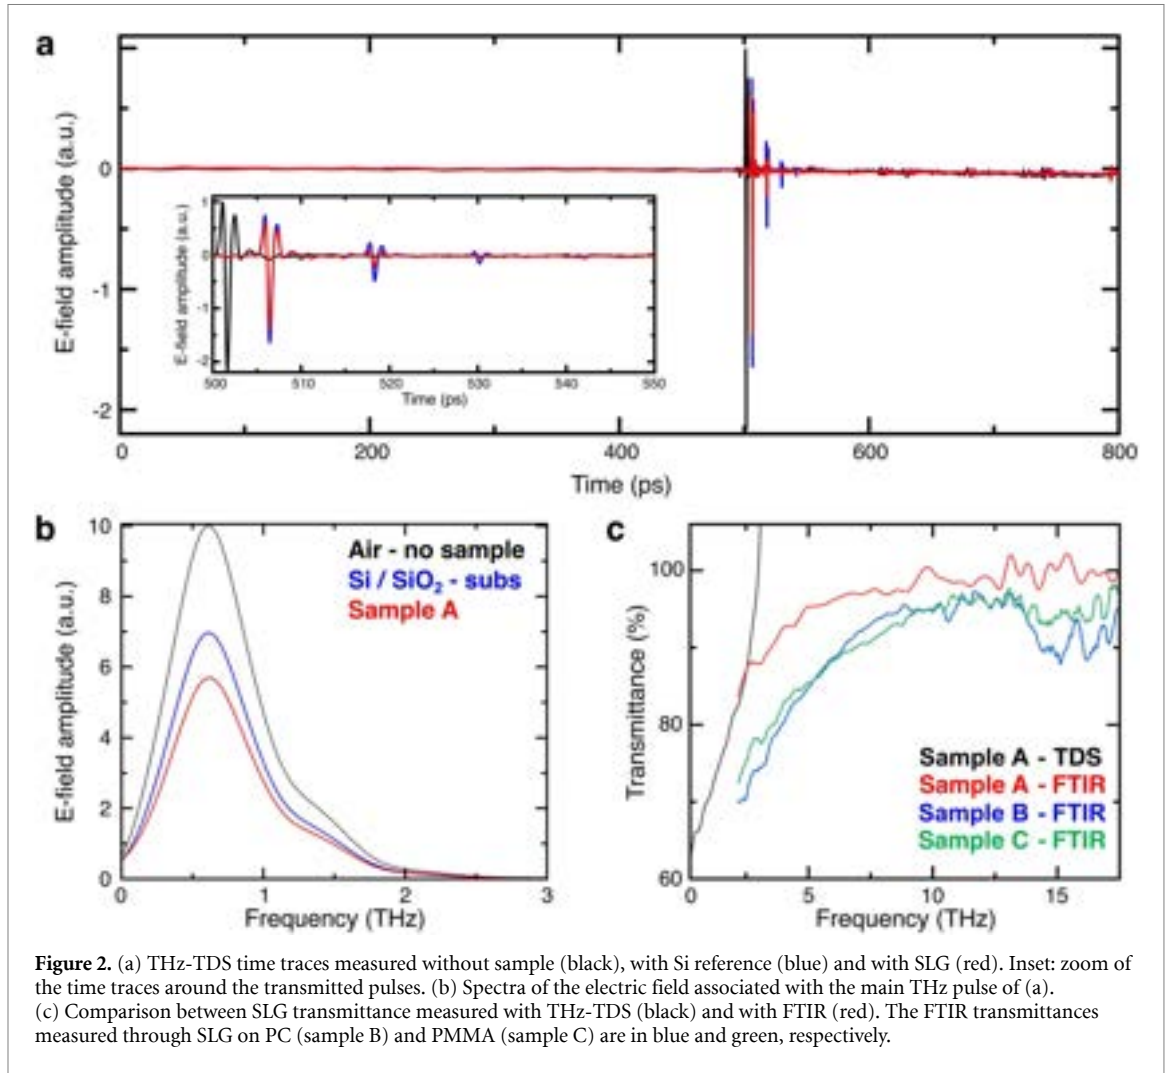 a
E-field amplitude (a.u.)
0
-1
-2
0 200 400 600 800
Time (ps)
E-field amplitude (a.u.)
1
0
-1
-2
500 510 520 530 540 550
Time (ps)
b
E-field amplitude (a.u.)
10
8
6
4
2
0
0 1 2 3
Frequency (THz)
Air - no sample
Si / SiO₂ - subs
Sample A
c
Transmittance (%)
100
80
60
0 5 10 15
Frequency (THz)
Sample A - TDS
Sample A - FTIR
Sample B - FTIR
Sample C - FTIR
Figure 2. (a) THz-TDS time traces measured without sample (black), with Si reference (blue) and with SLG (red). Inset: zoom of
the time traces around the transmitted pulses. (b) Spectra of the electric field associated with the main THz pulse of (a).
(c) Comparison between SLG transmittance measured with THz-TDS (black) and with FTIR (red). The FTIR transmittances
measured through SLG on PC (sample B) and PMMA (sample C) are in blue and green, respectively.